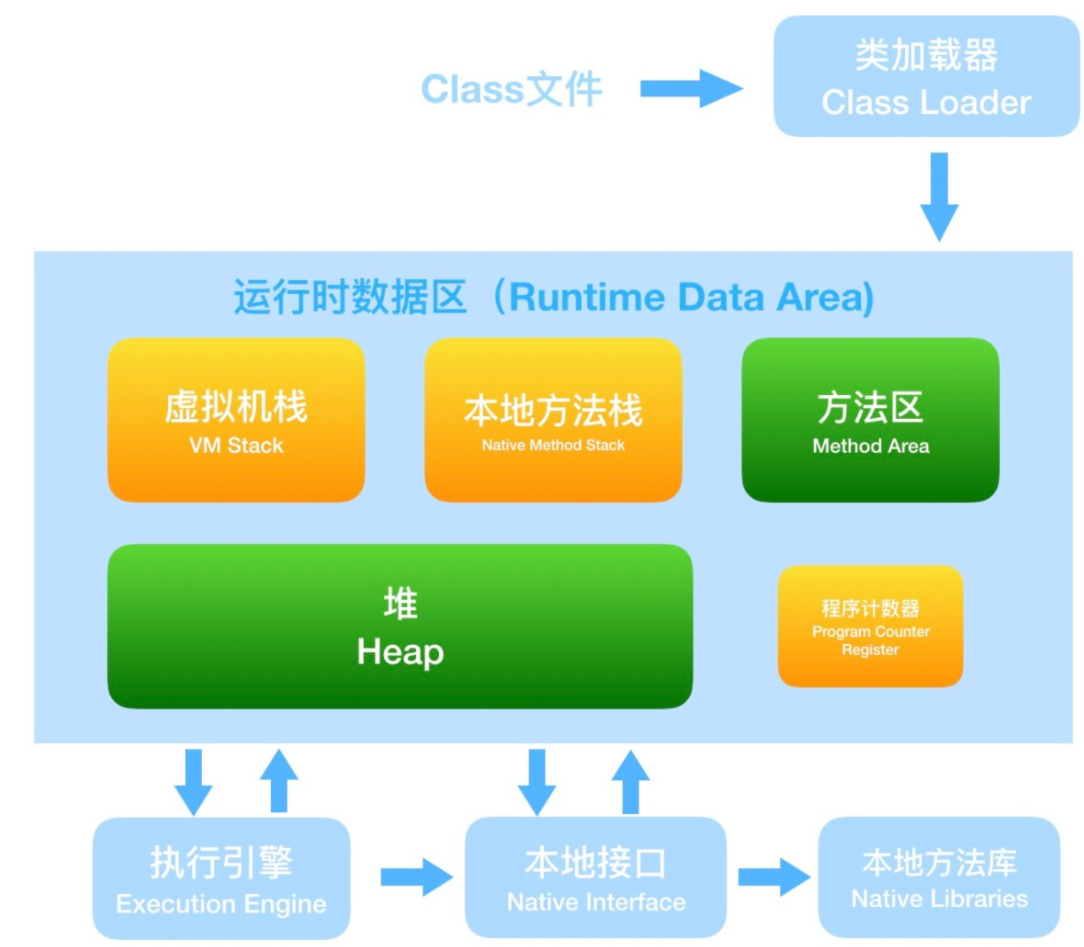 Class文件
类加载器
Class Loader
运行时数据区（Runtime Data Area)
虚拟机栈
VM Stack
本地方法栈
Native Method Stack
方法区
Method Area
堆
Heap
程序计数器
Program Counter
Register
执行引擎
Execution Engine
本地接口
Native Interface
本地方法库
Native Libraries